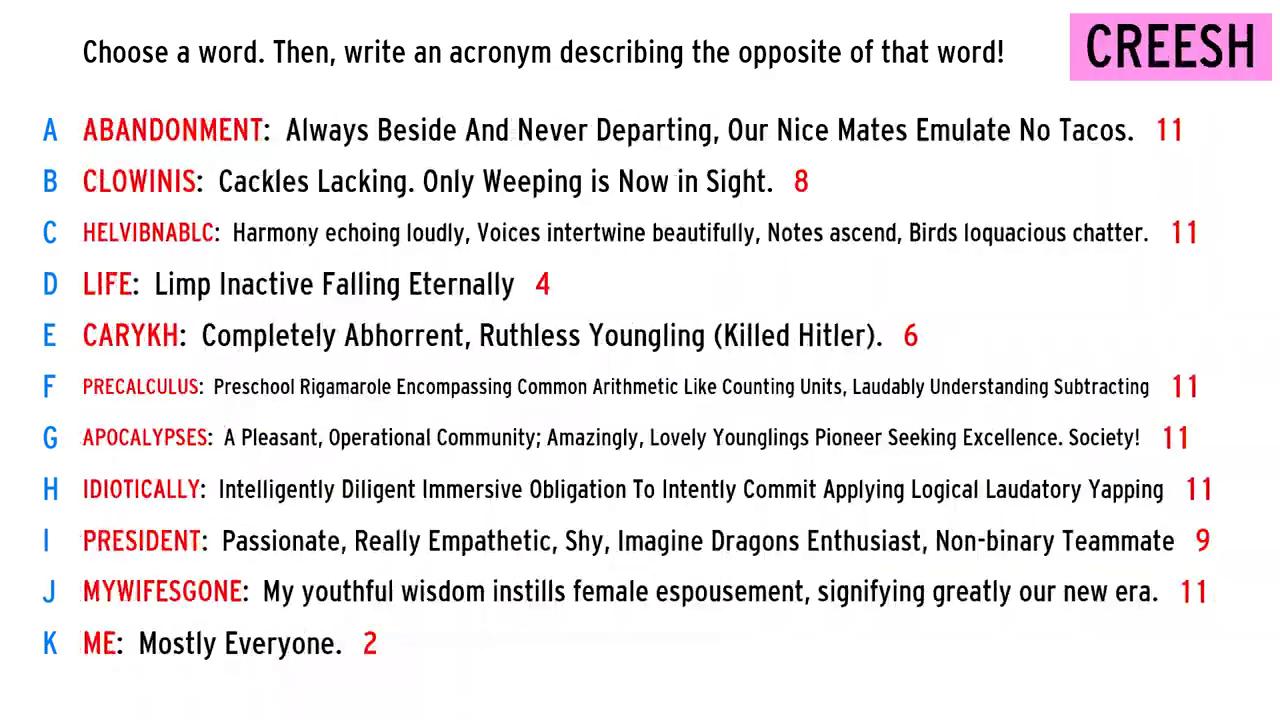 Choose a word. Then, write an acronym describing the opposite of that word!
CREESH
A ABANDONMENT: Always Beside And Never Departing, Our Nice Mates Emulate No Tacos. 11
B CLOWINIS: Cackles Lacking. Only Weeping is Now in Sight. 8
C HELVIBNABLC: Harmony echoing loudly, Voices intertwine beautifully, Notes ascend, Birds loquacious chatter. 11
D LIFE: Limp Inactive Falling Eternally 4
E CARYKH: Completely Abhorrent, Ruthless Youngling (Killed Hitler). 6
F PRECALCULUS: Preschool Rigamarole Encompassing Common Arithmetic Like Counting Units, Laudably Understanding Subtracting 11
G APOCALYPSES: A Pleasant, Operational Community; Amazingly, Lovely Younglings Pioneer Seeking Excellence. Society! 11
H IDIOTICALLY: Intelligently Diligent Immersive Obligation To Intently Commit Applying Logical Laudatory Yapping 11
I PRESIDENT: Passionate, Really Empathetic, Shy, Imagine Dragons Enthusiast, Non-binary Teammate 9
J MYWIFESGONE: My youthful wisdom instills female espousement, signifying greatly our new era. 11
K ME: Mostly Everyone. 2